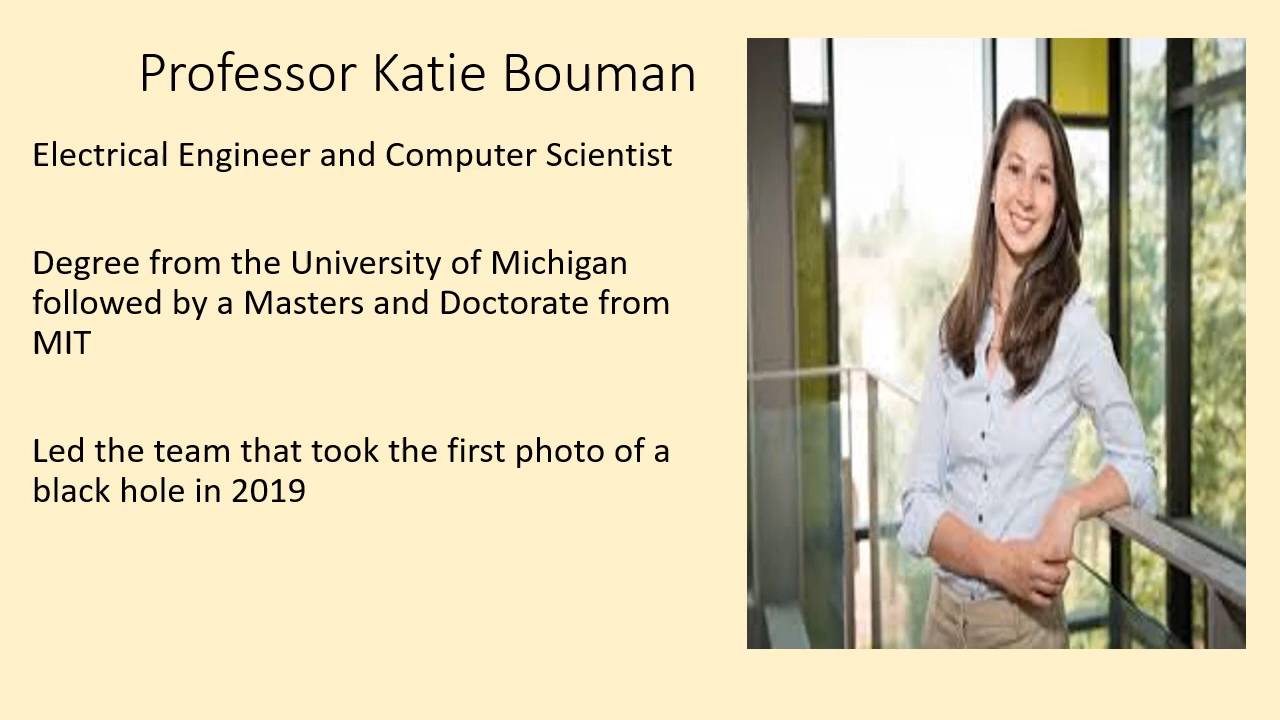 Professor Katie Bouman
Electrical Engineer and Computer Scientist
Degree from the University of Michigan
followed by a Masters and Doctorate from
MIT
Led the team that took the first photo of a
black hole in 2019